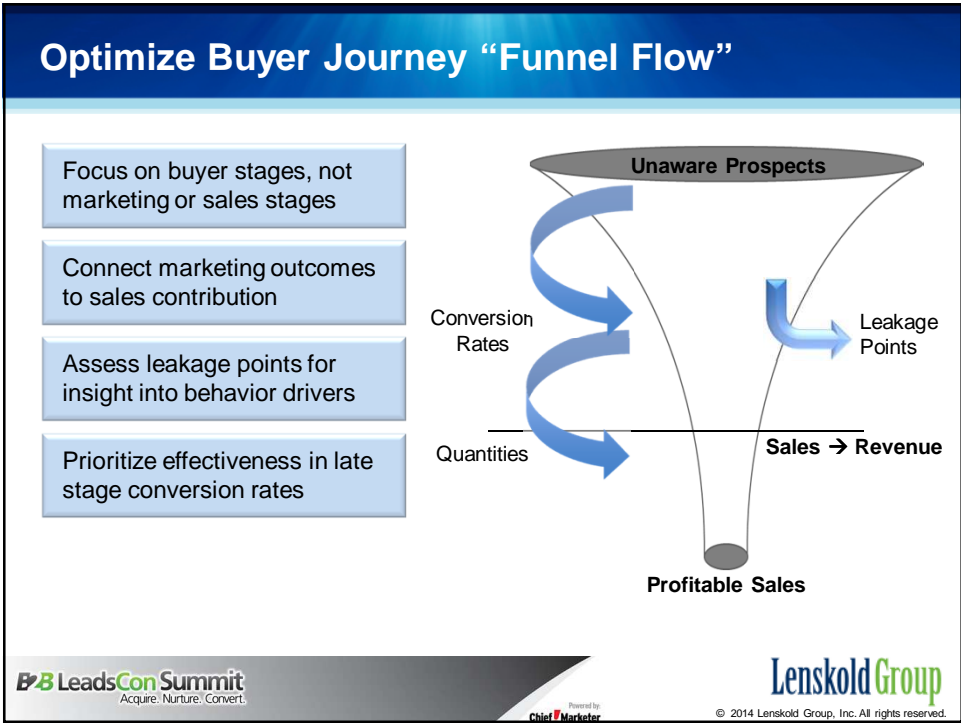 Optimize Buyer Journey “Funnel Flow”
Focus on buyer stages, not
marketing or sales stages
Connect marketing outcomes
to sales contribution
Assess leakage points for
insight into behavior drivers
Prioritize effectiveness in late
stage conversion rates
Unaware Prospects
Conversion
Rates
Leakage
Points
Quantities
Sales → Revenue
Profitable Sales
B2B LeadsCon Summit
Acquire. Nurture. Convert.
Powered by:
Chief Marketer
Lenskold Group
© 2014 Lenskold Group, Inc. All rights reserved.